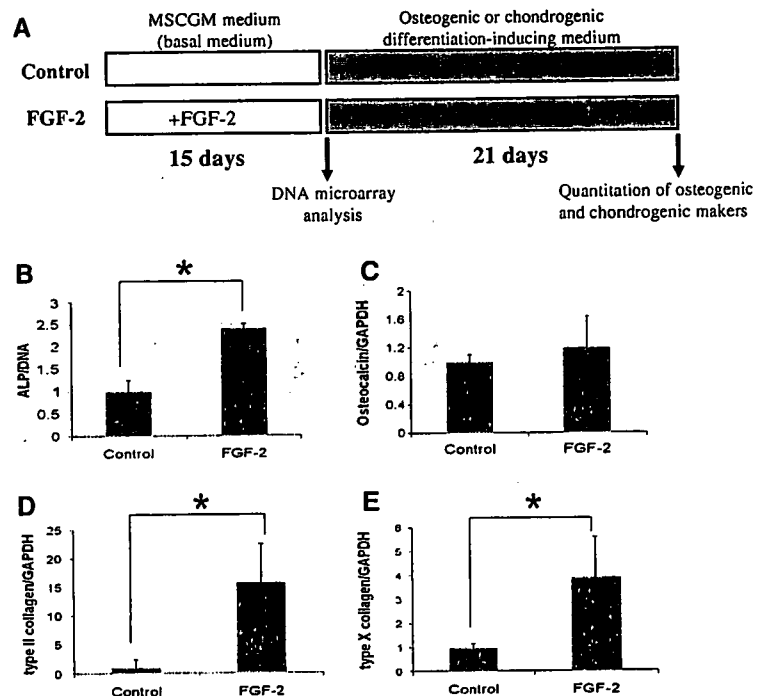 A
MSCGM medium
(basal medium)
Osteogenic or chondrogenic
differentiation-inducing medium
Control
FGF-2
+FGF-2
15 days
21 days
DNA microarray
analysis
Quantitation of osteogenic
and chondrogenic makers
B
*
ALP/DNA
3
2.5
2
1.5
1
0.5
0
Control
FGF-2
C
Osteocalcin/GAPDH
2
1.6
1.2
0.8
0.4
0
Control
FGF-2
D
*
type II collagen/GAPDH
25
20
15
10
5
0
Control
FGF-2
E
*
type X collagen/GAPDH
6
5
4
3
2
1
0
Control
FGF-2